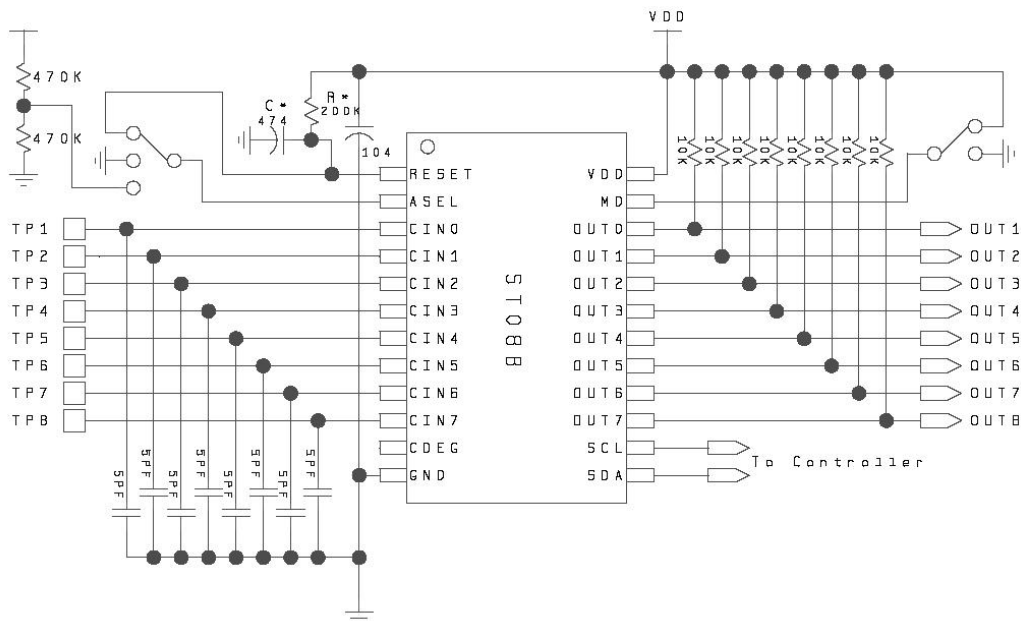 VDD
470K
470K
C*
474
R*
200K
104
10K
10K
10K
10K
10K
10K
10K
10K
RESET
ASEL
CIN0
CIN1
CIN2
CIN3
CIN4
CIN5
CIN6
CIN7
CDEG
GND
ST08B
VDD
MD
OUT0
OUT1
OUT2
OUT3
OUT4
OUT5
OUT6
OUT7
SCL
SDA
TP1
TP2
TP3
TP4
TP5
TP6
TP7
TP8
OUT1
OUT2
OUT3
OUT4
OUT5
OUT6
OUT7
OUT8
To Controller
5PF
5PF
5PF
5PF
5PF
5PF
5PF
5PF